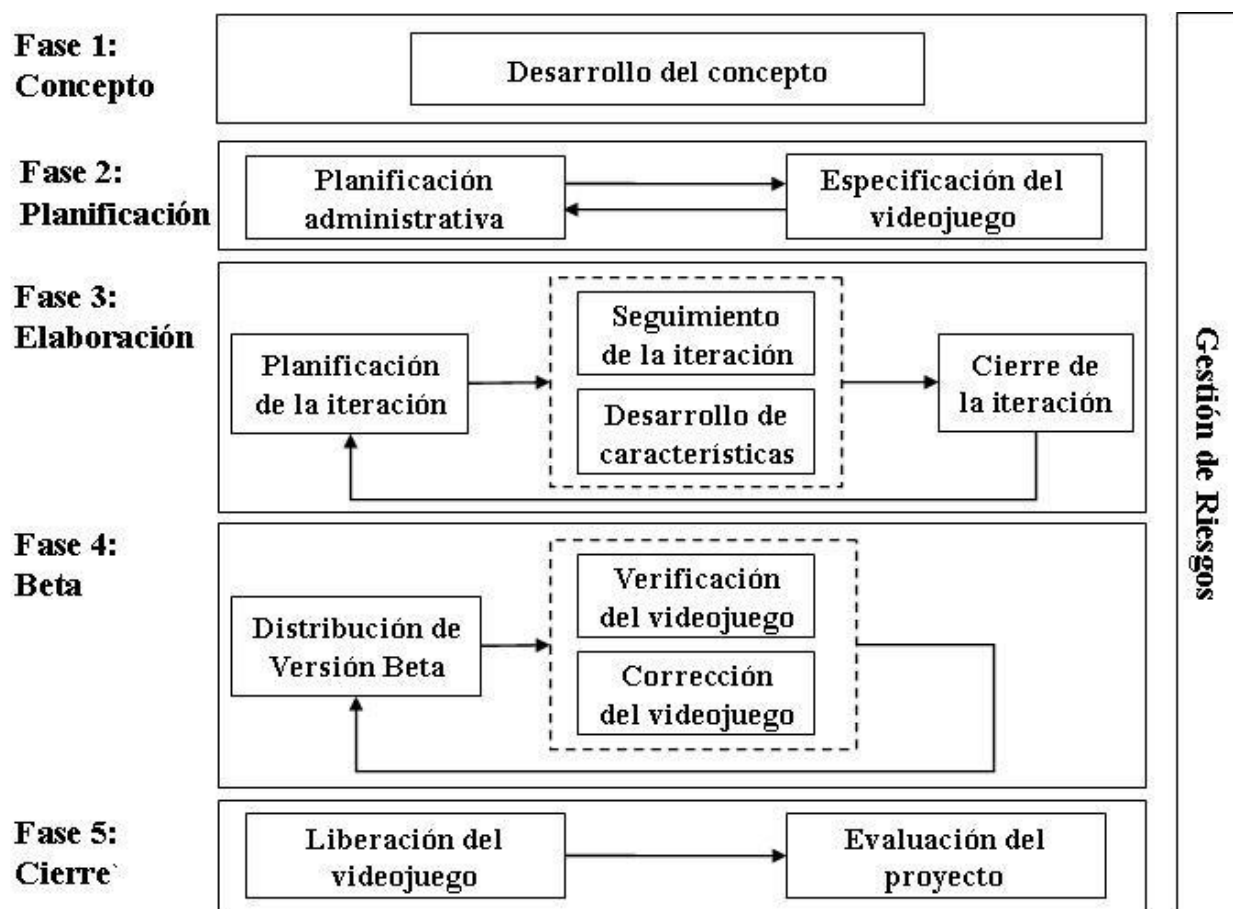 Fase 1:
Concepto
Desarrollo del concepto
Fase 2:
Planificación
Planificación
administrativa
Especificación del
videojuego
Fase 3:
Elaboración
Planificación
de la iteración
Seguimiento
de la iteración
Desarrollo de
características
Cierre de
la iteración
Fase 4:
Beta
Distribución de
Versión Beta
Verificación
del videojuego
Corrección
del videojuego
Fase 5:
Cierre`
Liberación del
videojuego
Evaluación del
proyecto
Gestión de Riesgos